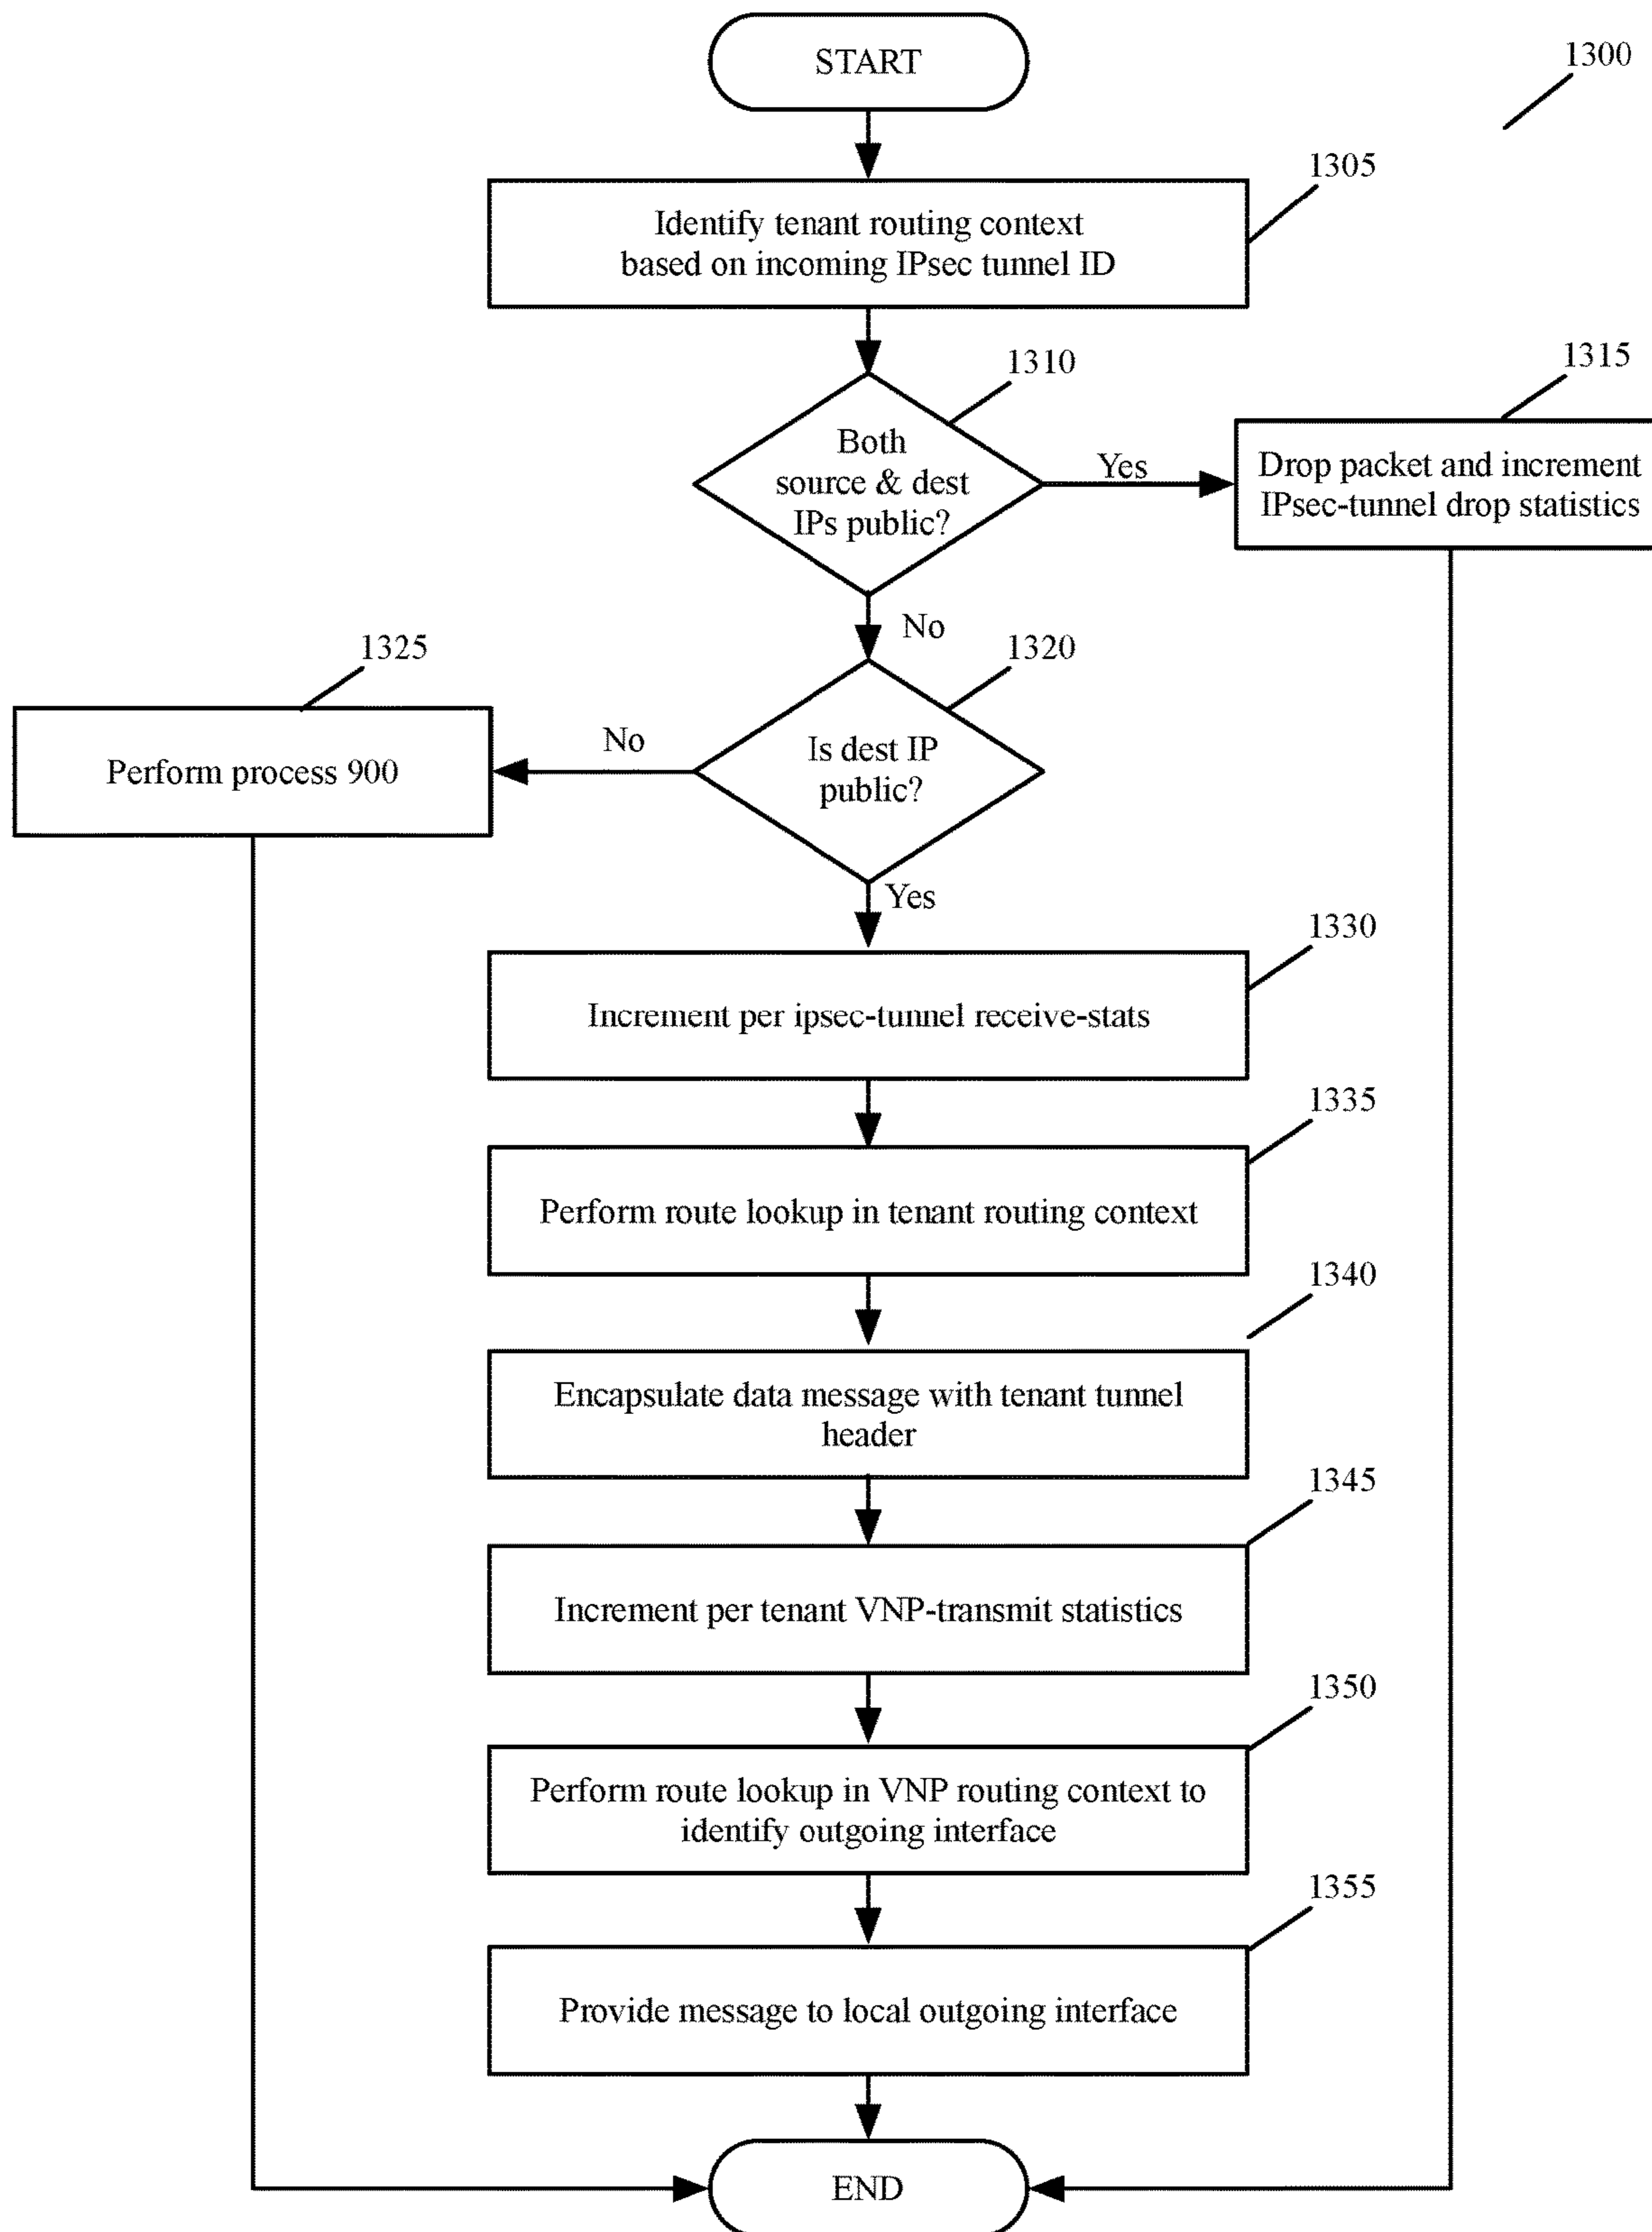 START
1300
1305
Identify tenant routing context
based on incoming IPsec tunnel ID
1310
1315
Both
source & dest
IPs public?
Yes
Drop packet and increment
IPsec-tunnel drop statistics
No
1325
1320
Perform process 900
No
Is dest IP
public?
Yes
1330
Increment per ipsec-tunnel receive-stats
1335
Perform route lookup in tenant routing context
1340
Encapsulate data message with tenant tunnel
header
1345
Increment per tenant VNP-transmit statistics
1350
Perform route lookup in VNP routing context to
identify outgoing interface
1355
Provide message to local outgoing interface
END